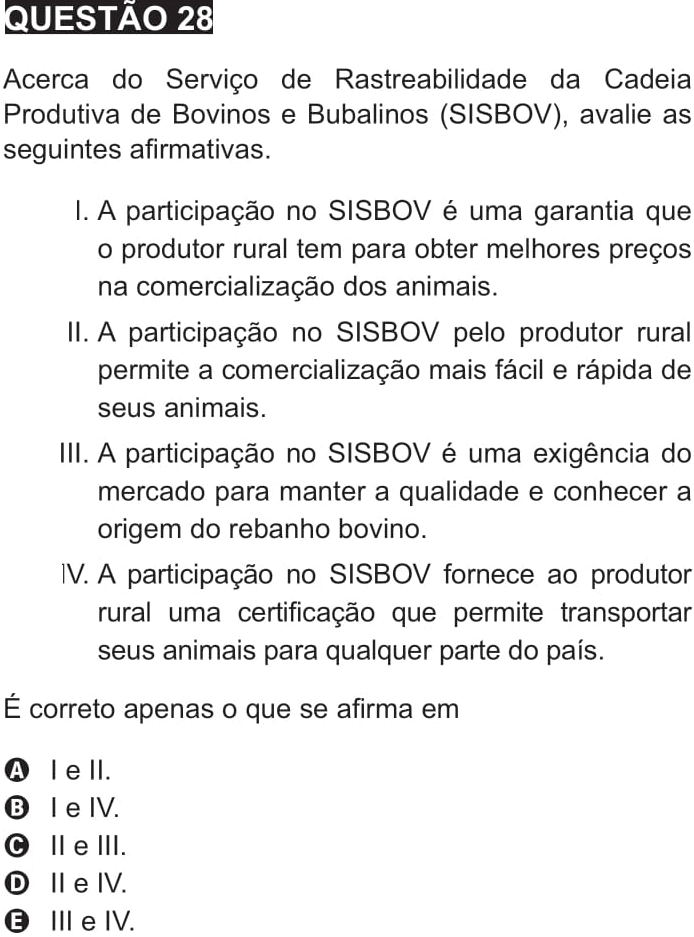 QUESTÃO 28
Acerca do Serviço de Rastreabilidade da Cadeia
Produtiva de Bovinos e Bubalinos (SISBOV), avalie as
seguintes afirmativas.
I. A participação no SISBOV é uma garantia que
o produtor rural tem para obter melhores preços
na comercialização dos animais.
II. A participação no SISBOV pelo produtor rural
permite a comercialização mais fácil e rápida de
seus animais.
III. A participação no SISBOV é uma exigência do
mercado para manter a qualidade e conhecer a
origem do rebanho bovino.
IV. A participação no SISBOV fornece ao produtor
rural uma certificação que permite transportar
seus animais para qualquer parte do país.
É correto apenas o que se afirma em
A I e II.
B I e IV.
C II e III.
D II e IV.
E III e IV.